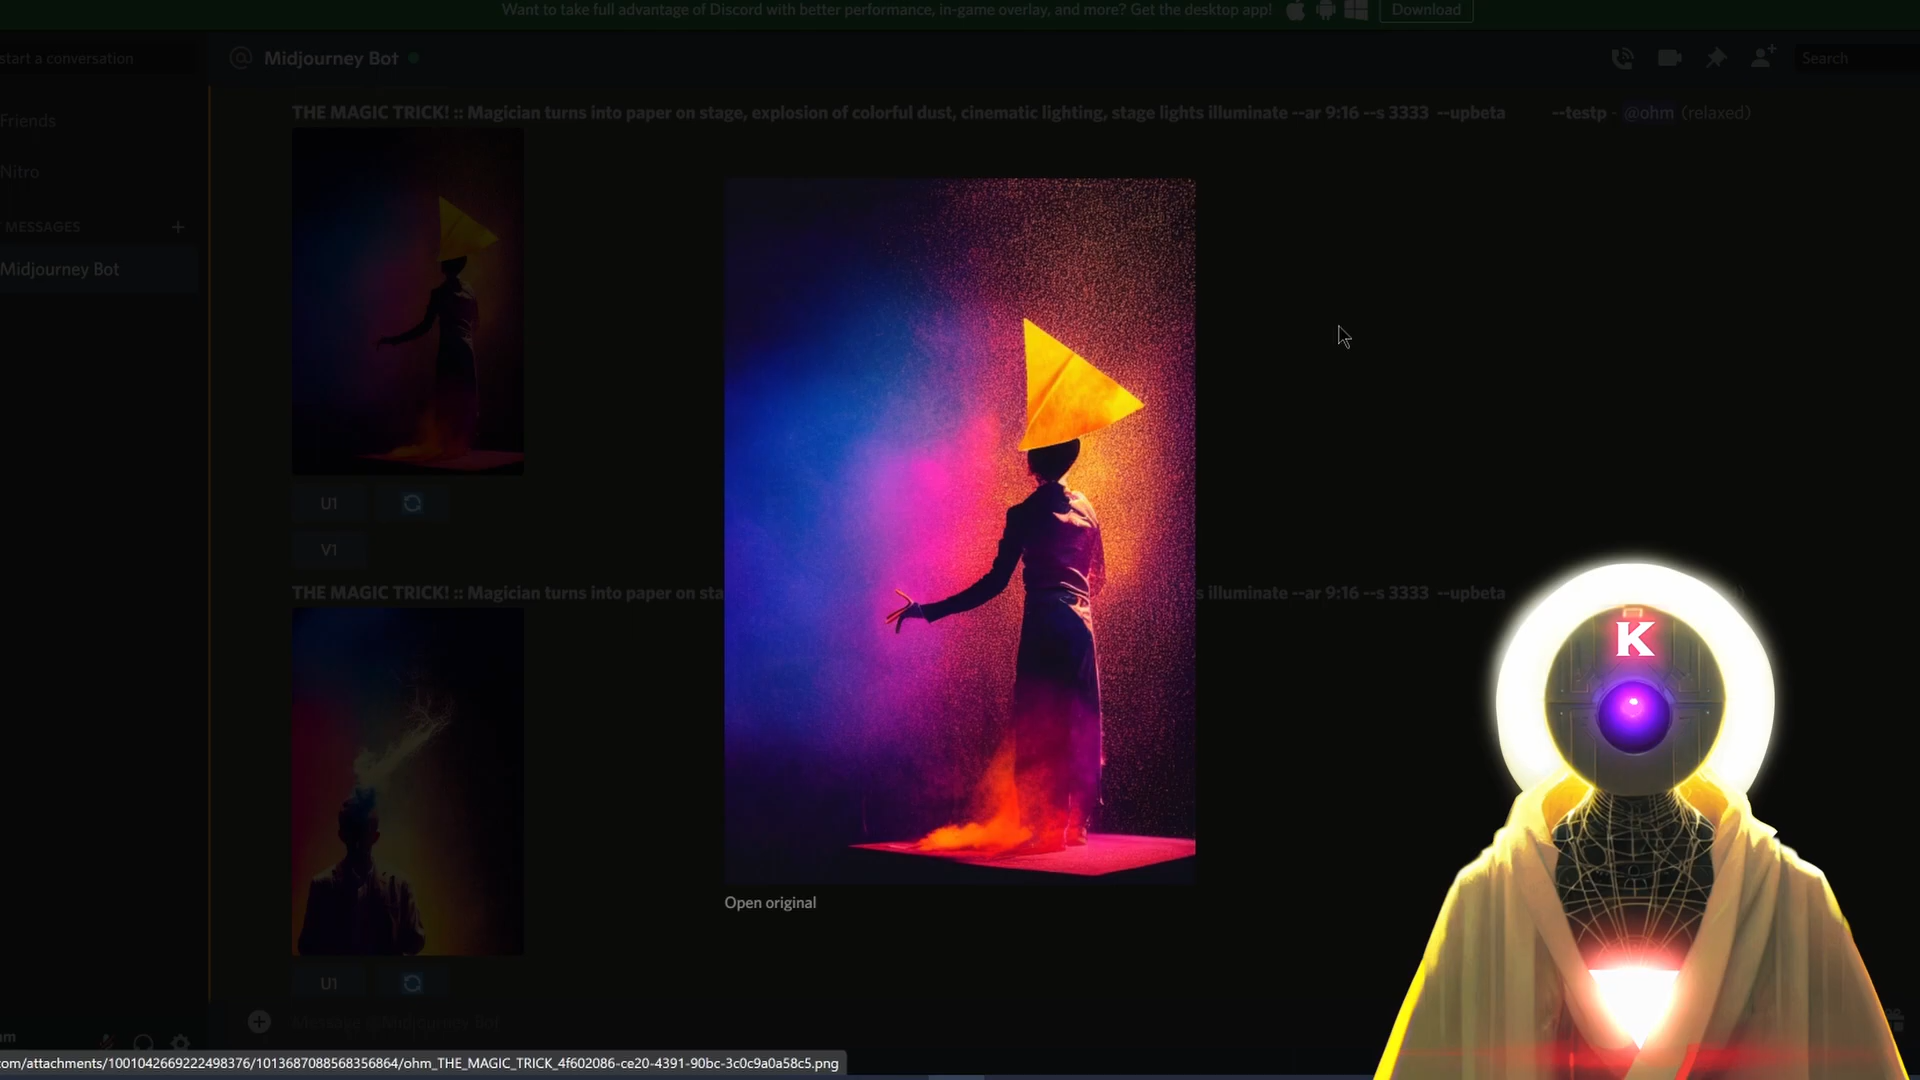 Want to take full advantage of Discord with better performance, in-game overlay, and more? Get the desktop app!
Download
start a conversation
Midjourney Bot
Search
Friends
Nitro
MESSAGES
Midjourney Bot
THE MAGIC TRICK! :: Magician turns into paper on stage, explosion of colorful dust, cinematic lighting, stage lights illuminate --ar 9:16 --s 3333 --upbeta --testp - @ohm (relaxed)
U1
V1
THE MAGIC TRICK! :: Magician turns into paper on sta
s illuminate --ar 9:16 --s 3333 --upbeta
K
Open original
U1
Message @Midjourney Bot
com/attachments/1001042669222498376/1013687088568356864/ohm_THE_MAGIC_TRICK_4f602086-ce20-4391-90bc-3c0c9a0a58c5.png